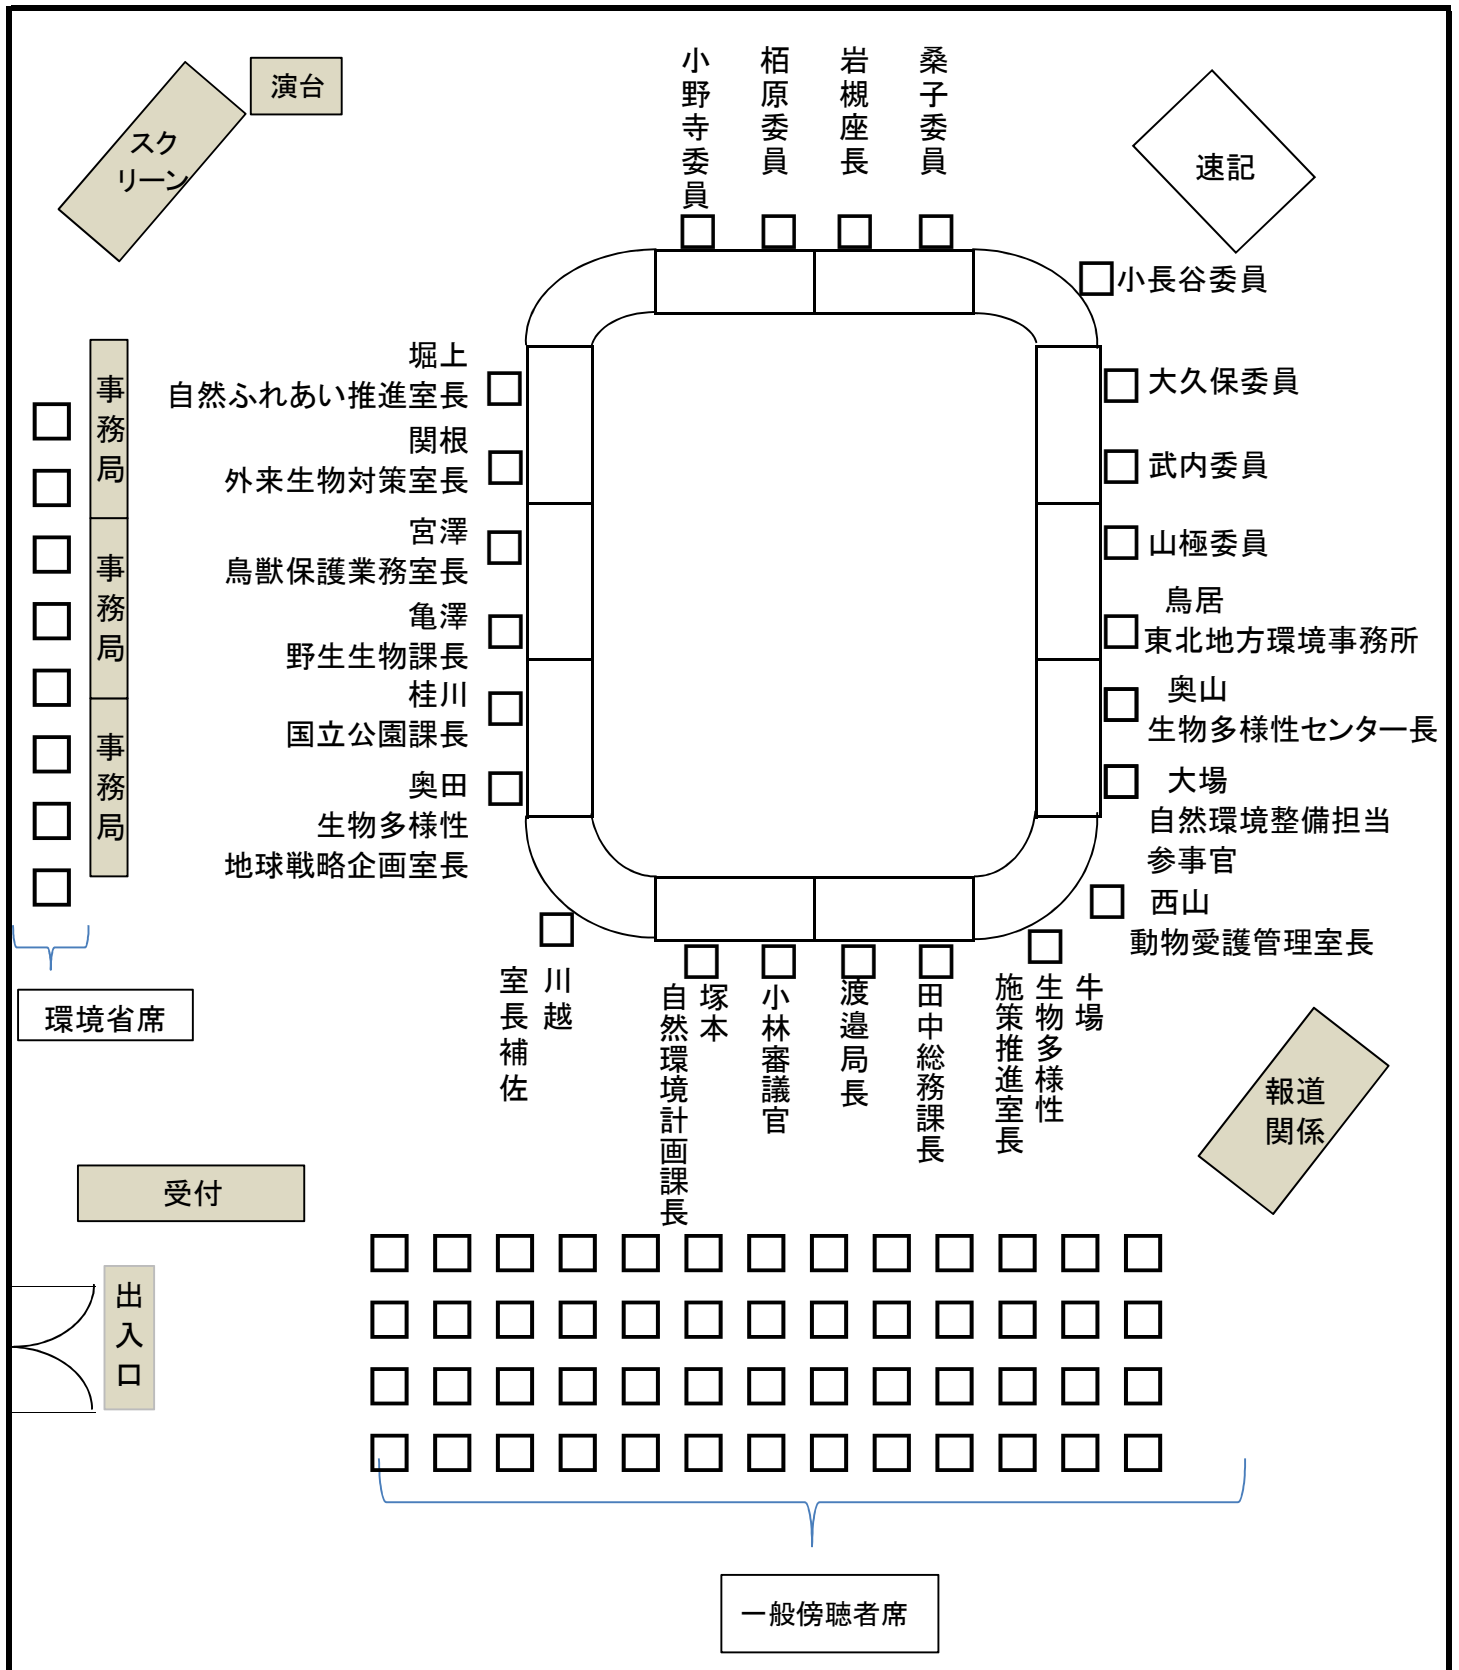 演台
スク
リーン
小野寺委員
栢原委員
岩槻座長
桑子委員
速記
小長谷委員
大久保委員
武内委員
山極委員
鳥居
東北地方環境事務所
奥山
生物多様性センター長
大場
自然環境整備担当
参事官
西山
動物愛護管理室長
堀上
自然ふれあい推進室長
関根
外来生物対策室長
宮澤
鳥獣保護業務室長
亀澤
野生生物課長
桂川
国立公園課長
奥田
生物多様性
地球戦略企画室長
事務局
事務局
事務局
環境省席
川越
室長補佐
塚本
自然環境計画課長
小林審議官
渡邉局長
田中総務課長
牛場
生物多様性
施策推進室長
報道
関係
受付
出入口
一般傍聴者席